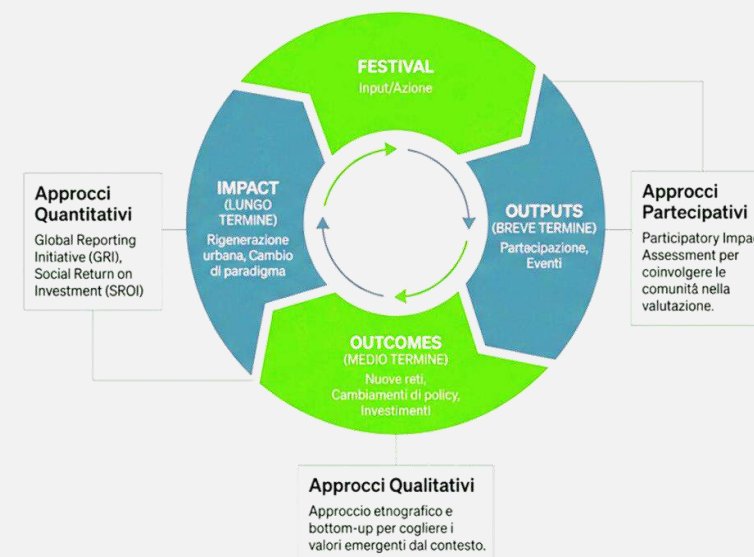 FESTIVAL
Input/Azione
IMPACT
(LUNGO
TERMINE)
Rigenerazione
urbana, Cambio
di paradigma
OUTPUTS
(BREVE TERMINE)
Partecipazione,
Eventi
OUTCOMES
(MEDIO TERMINE)
Nuove reti,
Cambiamenti di policy,
Investimenti
Approcci
Quantitativi
Global Reporting
Initiative (GRI),
Social Return on
Investment (SROI)
Approcci
Partecipativi
Participatory Impa
Assessment per
coinvolgere le
comunità nella
valutazione.
Approcci Qualitativi
Approccio etnografico e
bottom-up per cogliere i
valori emergenti dal contesto.